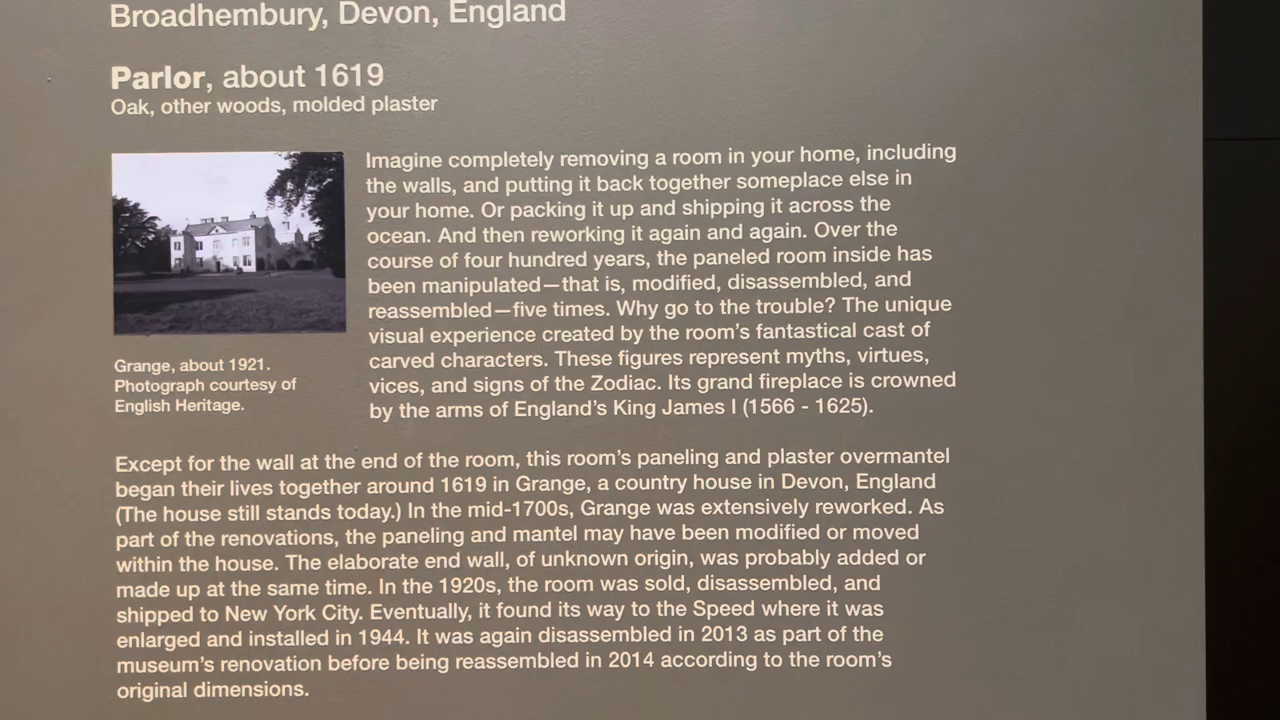 Broadhembury, Devon, England
Parlor, about 1619
Oak, other woods, molded plaster
Imagine completely removing a room in your home, including
the walls, and putting it back together someplace else in
your home. Or packing it up and shipping it across the
ocean. And then reworking it again and again. Over the
course of four hundred years, the paneled room inside has
been manipulated—that is, modified, disassembled, and
reassembled—five times. Why go to the trouble? The unique
visual experience created by the room's fantastical cast of
carved characters. These figures represent myths, virtues,
vices, and signs of the Zodiac. Its grand fireplace is crowned
by the arms of England's King James I (1566 - 1625).
Grange, about 1921.
Photograph courtesy of
English Heritage.
Except for the wall at the end of the room, this room's paneling and plaster overmantel
began their lives together around 1619 in Grange, a country house in Devon, England
(The house still stands today.) In the mid-1700s, Grange was extensively reworked. As
part of the renovations, the paneling and mantel may have been modified or moved
within the house. The elaborate end wall, of unknown origin, was probably added or
made up at the same time. In the 1920s, the room was sold, disassembled, and
shipped to New York City. Eventually, it found its way to the Speed where it was
enlarged and installed in 1944. It was again disassembled in 2013 as part of the
museum's renovation before being reassembled in 2014 according to the room's
original dimensions.